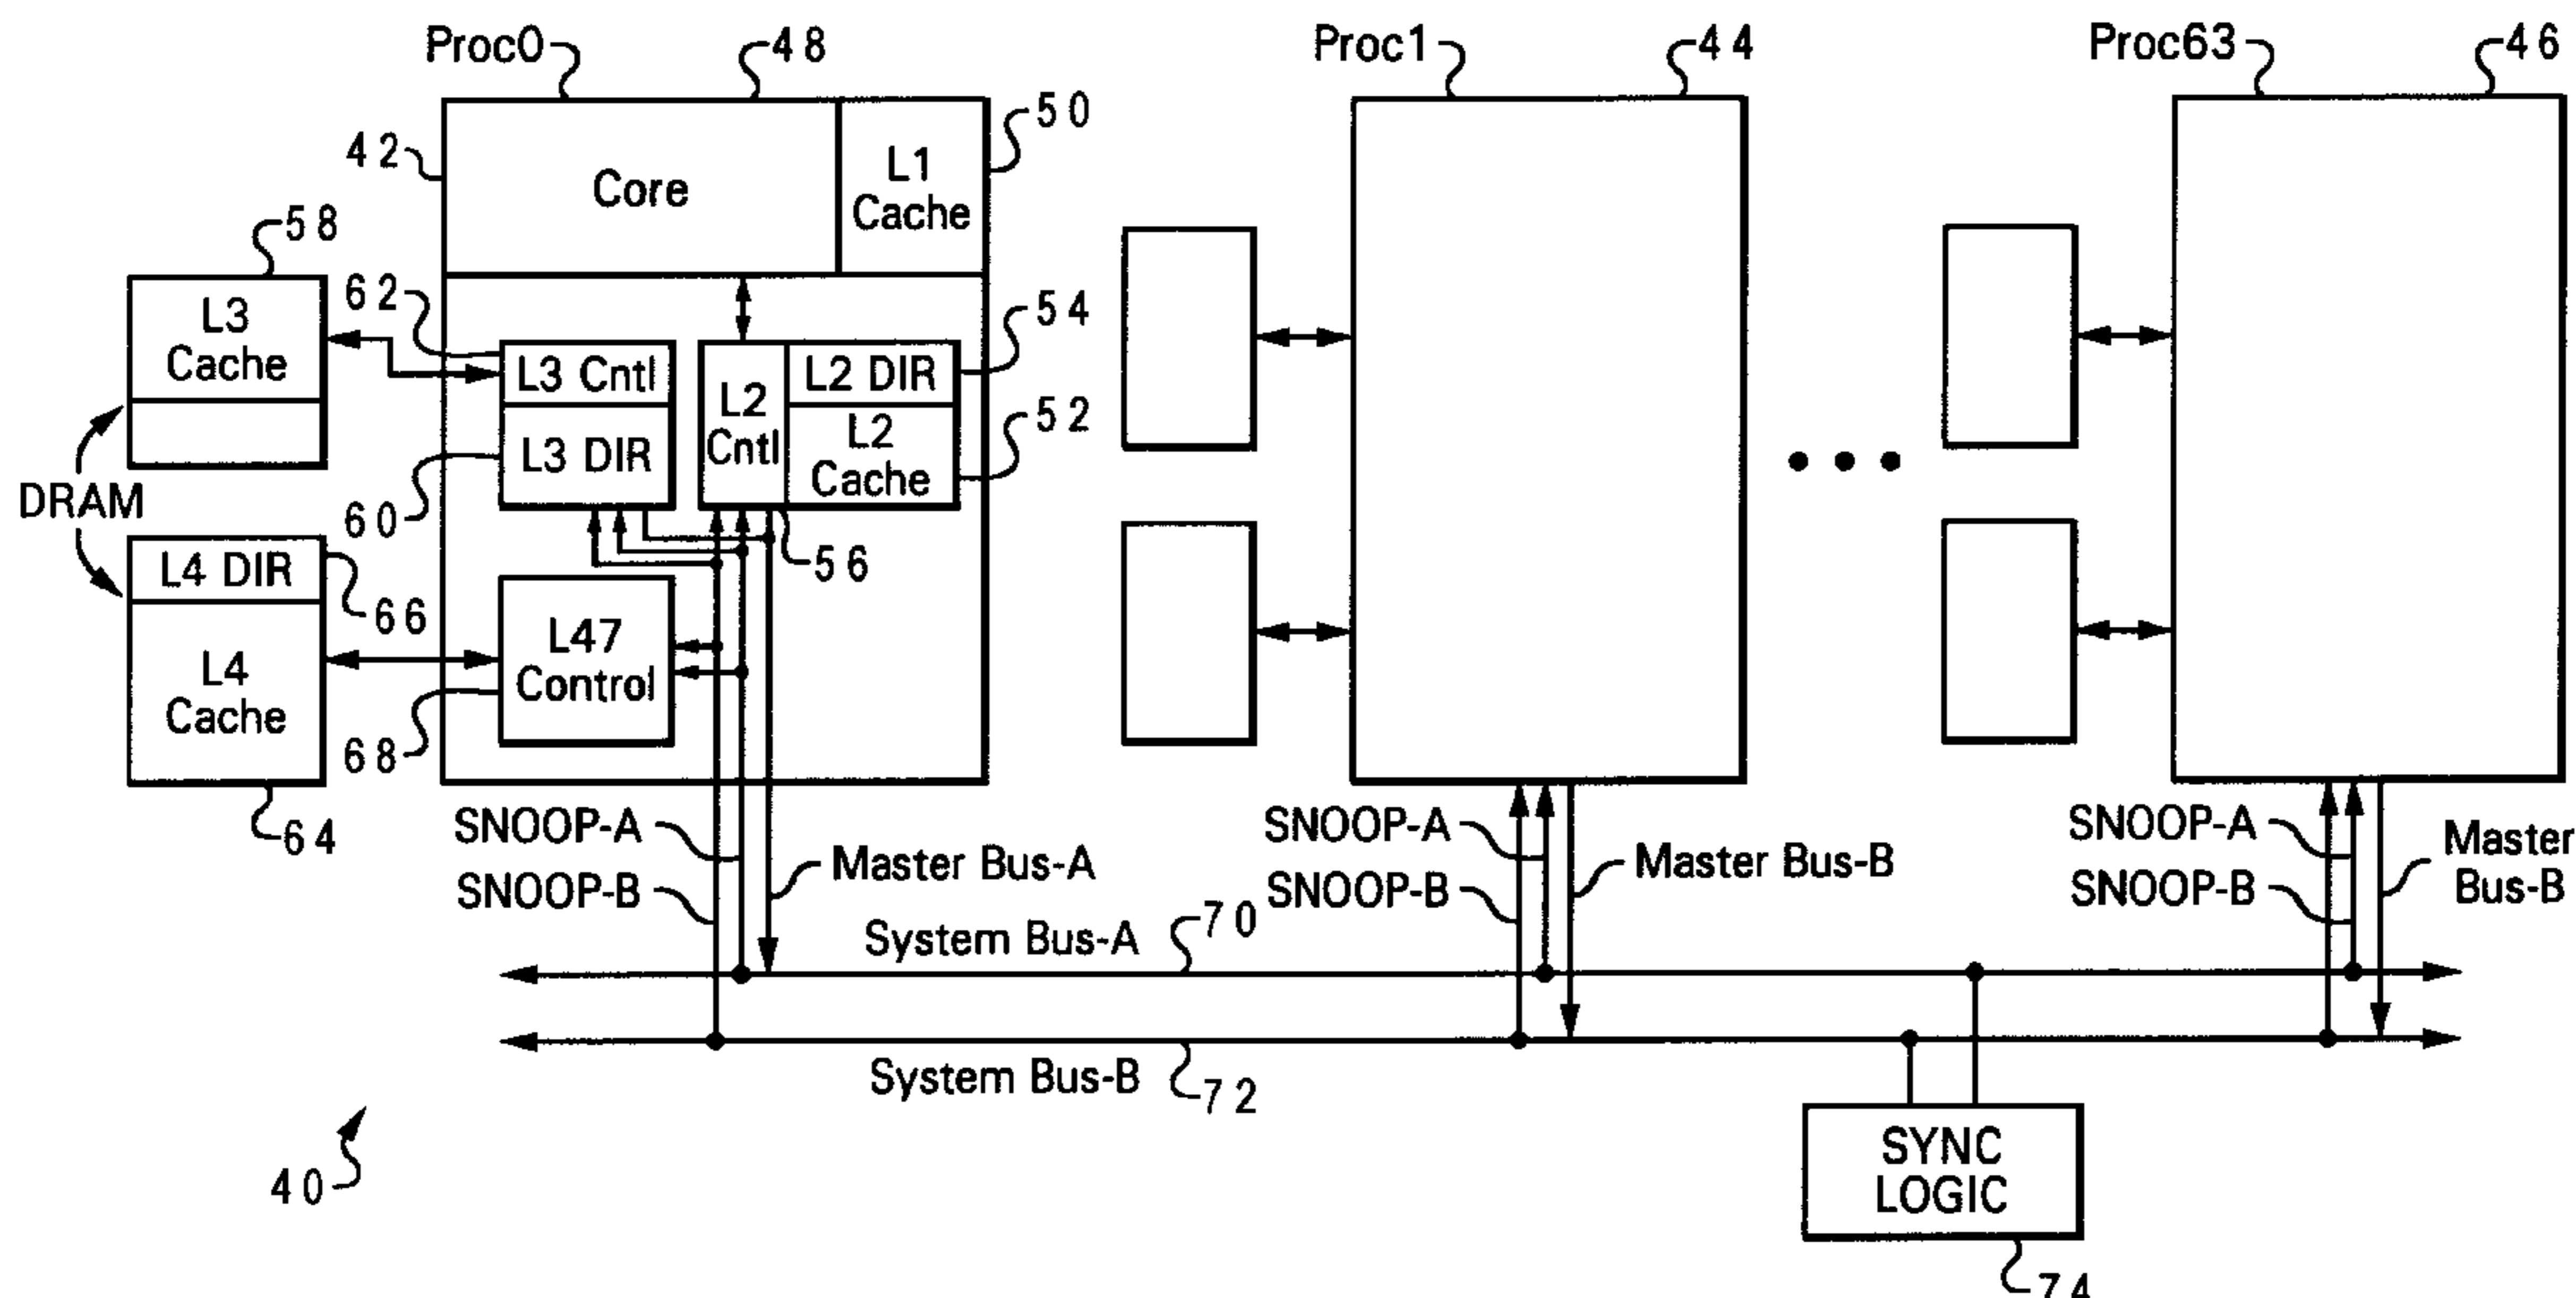 Proc0
48
Proc1
44
Proc63
46
42
Core
L1
Cache
50
58
L3
Cache
62
L3 Cntl
L3 DIR
60
L2
Cntl
L2 DIR
54
L2
Cache
52
56
DRAM
L4 DIR
66
L4
Cache
64
L47
Control
68
SNOOP-A
SNOOP-B
Master Bus-A
SNOOP-A
SNOOP-B
Master Bus-B
SNOOP-A
SNOOP-B
Master
Bus-B
System Bus-A
70
System Bus-B
72
SYNC
LOGIC
74
40